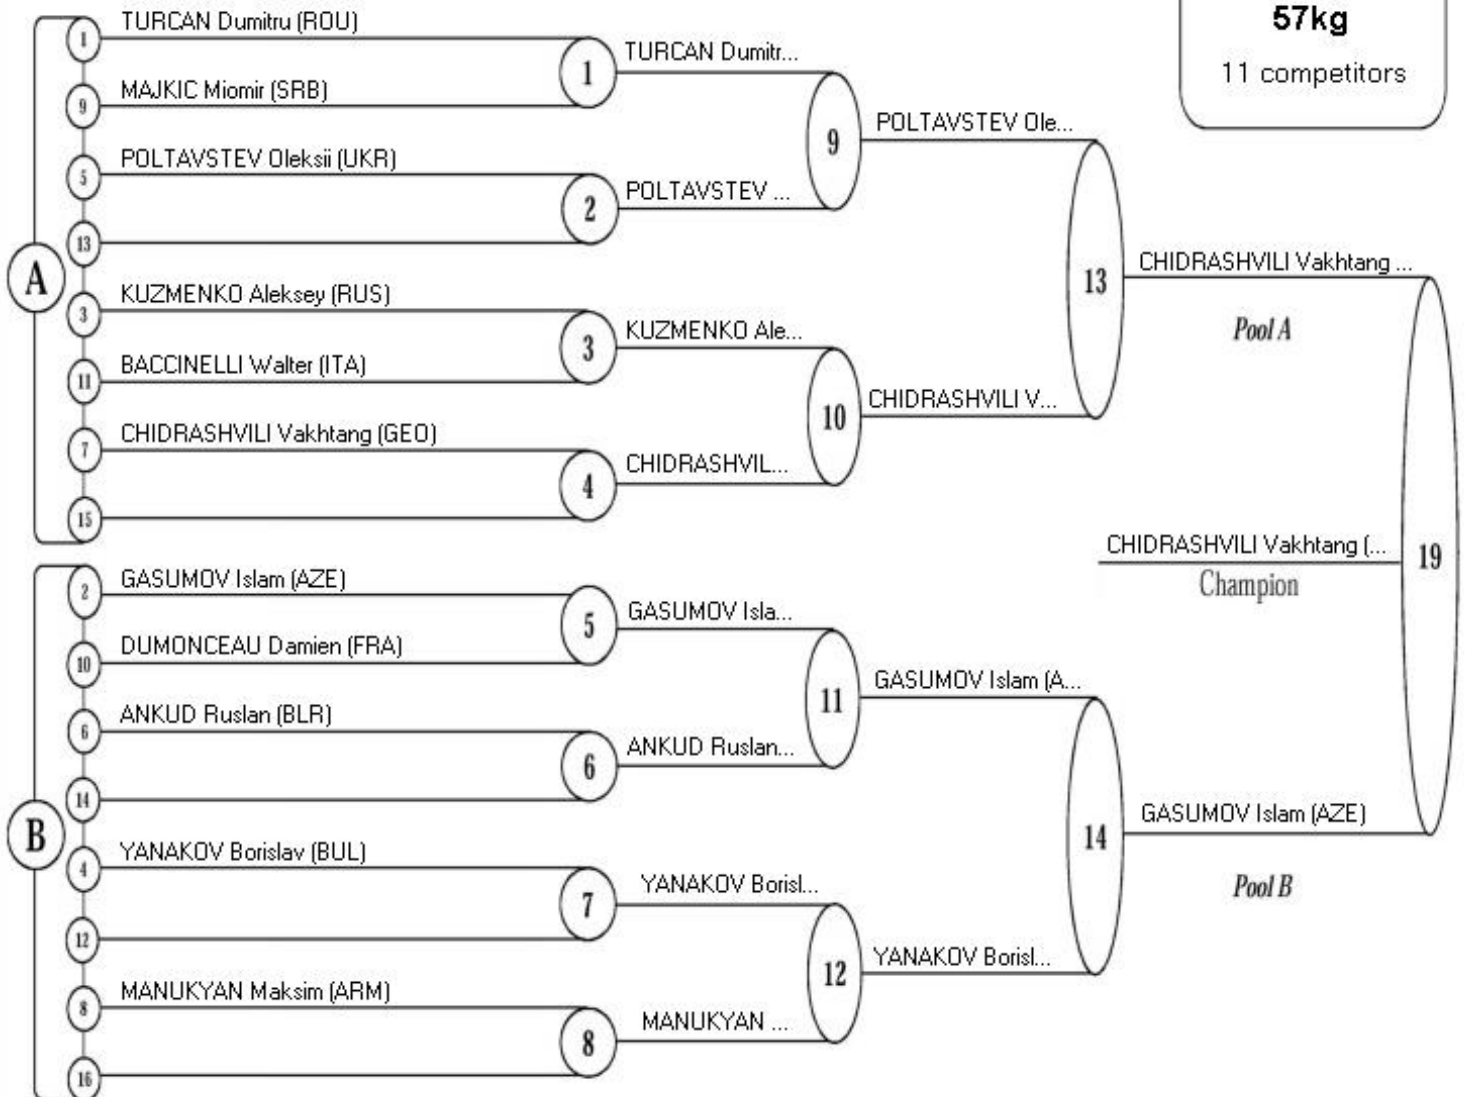 57kg
11 competitors
A
1
TURCAN Dumitru (ROU)
9
MAJKIC Miomir (SRB)
1
TURCAN Dumitr...
5
POLTAVSTEV Oleksii (UKR)
13
2
POLTAVSTEV ...
9
POLTAVSTEV Ole...
3
KUZMENKO Aleksey (RUS)
11
BACCINELLI Walter (ITA)
3
KUZMENKO Ale...
7
CHIDRASHVILI Vakhtang (GEO)
15
4
CHIDRASHVIL...
10
CHIDRASHVILI V...
13
CHIDRASHVILI Vakhtang ...
Pool A
B
2
GASUMOV Islam (AZE)
10
DUMONCEAU Damien (FRA)
5
GASUMOV Isla...
6
ANKUD Ruslan (BLR)
14
6
ANKUD Ruslan...
11
GASUMOV Islam (A...
4
YANAKOV Borislav (BUL)
12
7
YANAKOV Borisl...
8
MANUKYAN Maksim (ARM)
16
8
MANUKYAN ...
12
YANAKOV Borisl...
14
GASUMOV Islam (AZE)
Pool B
19
CHIDRASHVILI Vakhtang (...
Champion